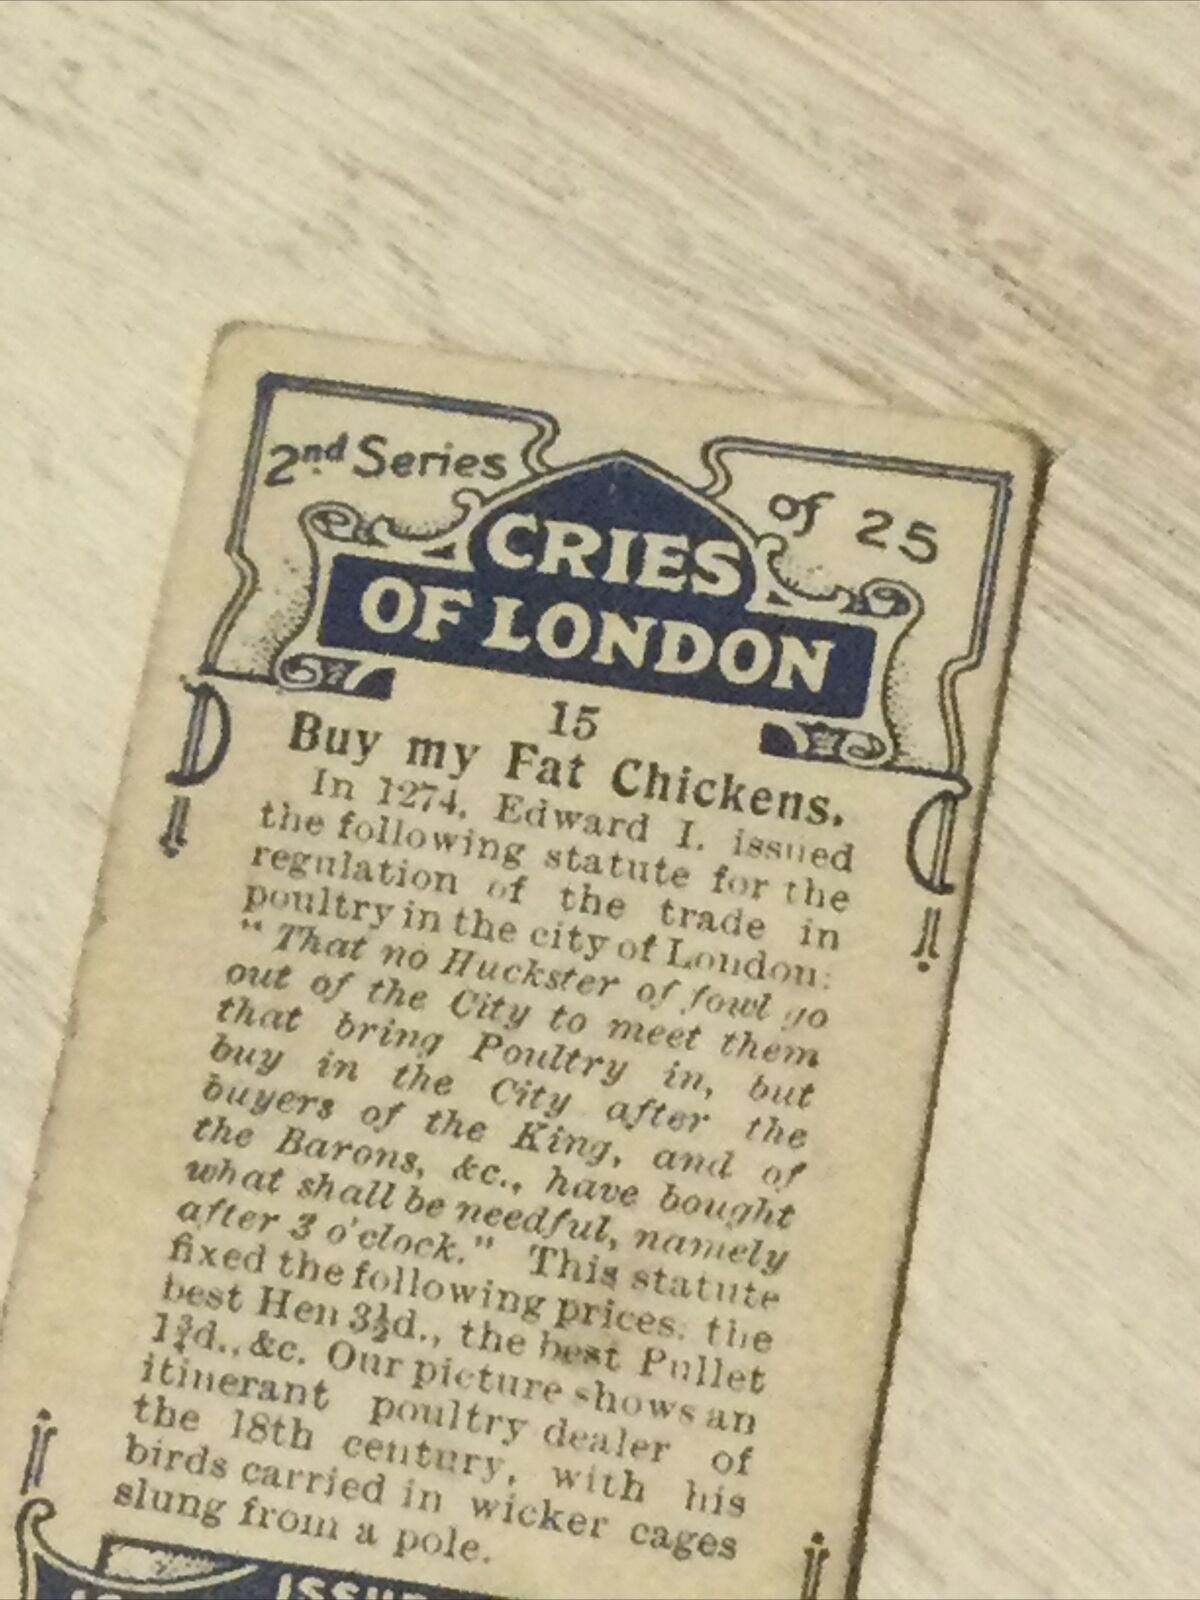 2nd Series of 25
CRIES
OF LONDON
15
Buy my Fat Chickens.
In 1274, Edward I. issued
the following statute for the
regulation of the trade in
poultry in the city of London:
“ That no Huckster of fowl go
out of the City to meet them
that bring Poultry in, but
buy in the City after the
buyers of the King, and of
the Barons, &c., have bought
what shall be needful, namely
after 3 o'clock.” This statute
fixed the following prices: the
best Hen 3½d., the best Pullet
1¾d., &c. Our picture shows an
itinerant poultry dealer of
the 18th century, with his
birds carried in wicker cages
slung from a pole.